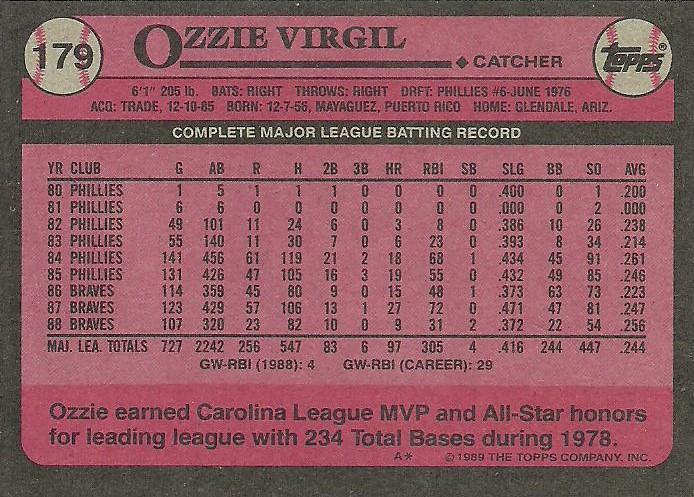 179 OZZIE VIRGIL Topps®
CATCHER
6'1" 205 lb. BATS: RIGHT THROWS: RIGHT DRFT: PHILLIES #6-JUNE 1976
ACQ: TRADE, 12-10-85 BORN: 12-7-56, MAYAGUEZ, PUERTO RICO HOME: GLENDALE, ARIZ.
COMPLETE MAJOR LEAGUE BATTING RECORD
YR CLUB G AB R H 2B 3B HR RBI SB SLG BB SO AVG
80 PHILLIES 1 5 1 1 1 0 0 0 0 .400 0 1 .200
81 PHILLIES 6 6 0 0 0 0 0 0 0 .000 0 2 .000
82 PHILLIES 49 101 11 24 6 0 3 8 0 .386 10 26 .238
83 PHILLIES 55 140 11 30 7 0 6 23 0 .393 8 34 .214
84 PHILLIES 141 456 61 119 21 2 18 68 1 .434 45 91 .261
85 PHILLIES 131 426 47 105 16 3 19 55 0 .432 49 85 .246
86 BRAVES 114 359 45 80 9 0 15 48 1 .373 63 73 .223
87 BRAVES 123 429 57 106 13 1 27 72 0 .471 47 81 .247
88 BRAVES 107 320 23 82 10 0 9 31 2 .372 22 54 .256
MAJ. LEA. TOTALS 727 2242 256 547 83 6 97 305 4 .416 244 447 .244
GW-RBI (1988): 4 GW-RBI (CAREER): 29
Ozzie earned Carolina League MVP and All-Star honors
for leading league with 234 Total Bases during 1978.
A* © 1989 THE TOPPS COMPANY, INC.